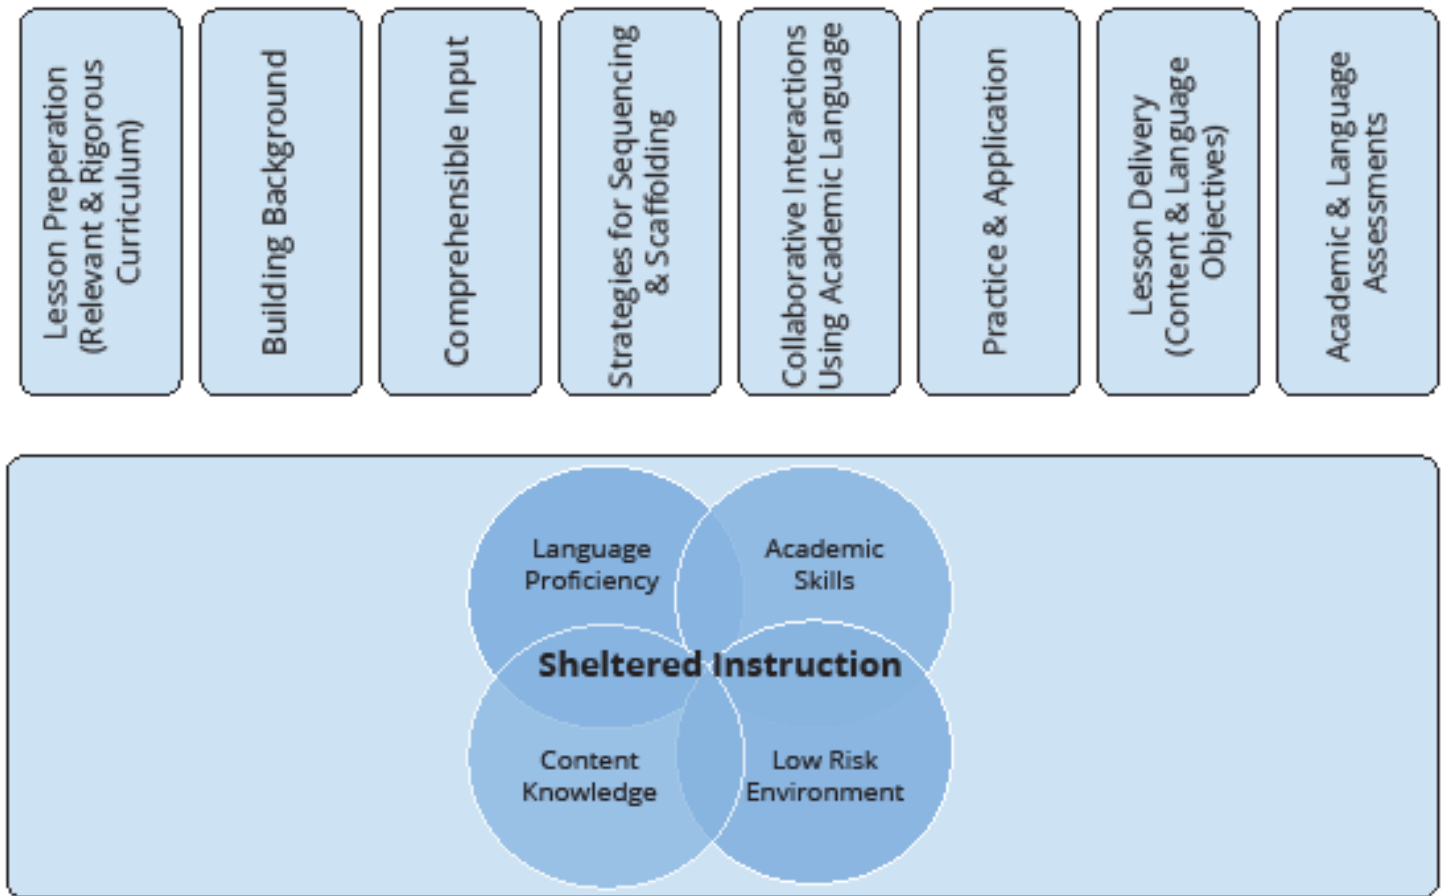 Lesson Preperation
(Relevant & Rigorous
Curriculum)
Building Background
Comprehensible Input
Strategies for Sequencing
& Scaffolding
Collaborative Interactions
Using Academic Language
Practice & Application
Lesson Delivery
(Content & Language
Objectives)
Academic & Language
Assessments
Language
Proficiency
Academic
Skills
Sheltered Instruction
Content
Knowledge
Low Risk
Environment